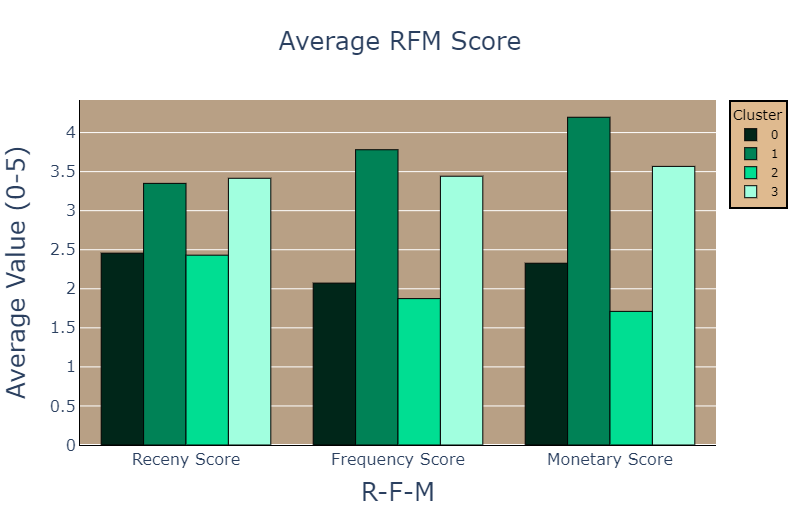 Average RFM Score
Average Value (0-5)
4
3.5
3
2.5
2
1.5
1
0.5
0
Receny Score
Frequency Score
Monetary Score
R-F-M
Cluster
0
1
2
3